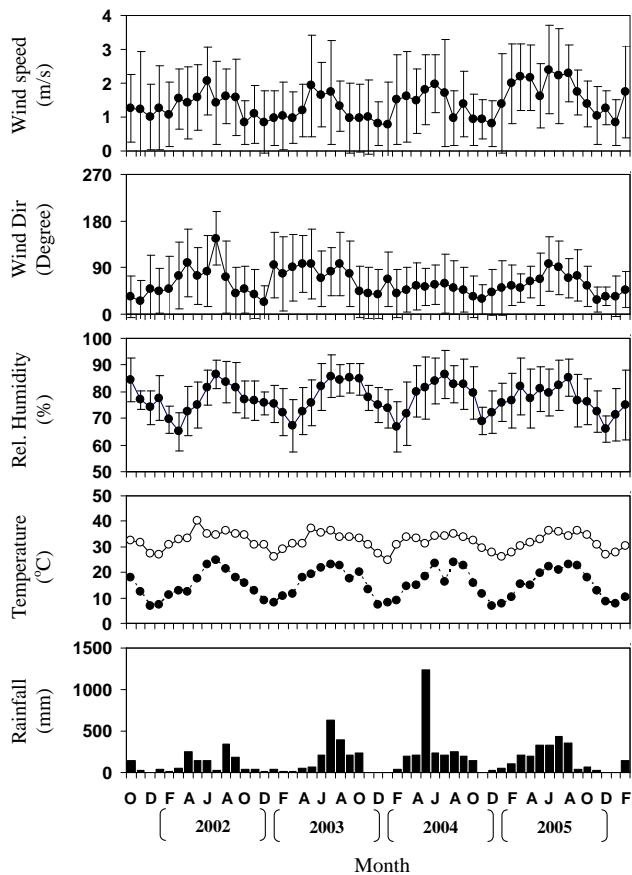 Wind speed
(m/s)
4
3
2
1
0
Wind Dir
(Degree)
270
180
90
0
Rel. Humidity
(%)
100
90
80
70
60
50
Temperature
(°C)
50
40
30
20
10
0
Rainfall
(mm)
1500
1000
500
0
O D F A J A O D F A J A O D F A J A O D F A J A O D F
2002 2003 2004 2005
Month